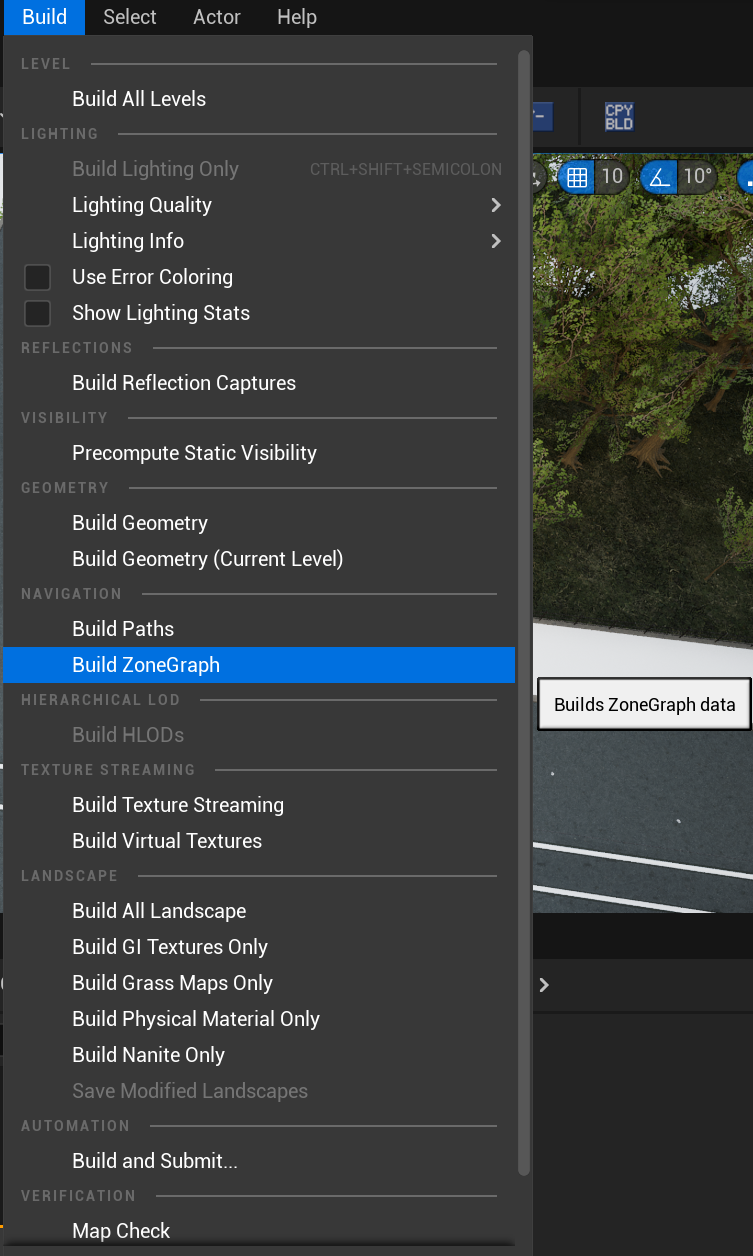 Build Select Actor Help
LEVEL
Build All Levels
CPY
BLD
LIGHTING
Build Lighting Only CTRL+SHIFT+SEMICOLON
10 10°
Lighting Quality
Lighting Info
Use Error Coloring
Show Lighting Stats
REFLECTIONS
Build Reflection Captures
VISIBILITY
Precompute Static Visibility
GEOMETRY
Build Geometry
Build Geometry (Current Level)
NAVIGATION
Build Paths
Build ZoneGraph
Builds ZoneGraph data
HIERARCHICAL LOD
Build HLODs
TEXTURE STREAMING
Build Texture Streaming
Build Virtual Textures
LANDSCAPE
Build All Landscape
Build GI Textures Only
Build Grass Maps Only
Build Physical Material Only
Build Nanite Only
Save Modified Landscapes
AUTOMATION
Build and Submit...
VERIFICATION
Map Check